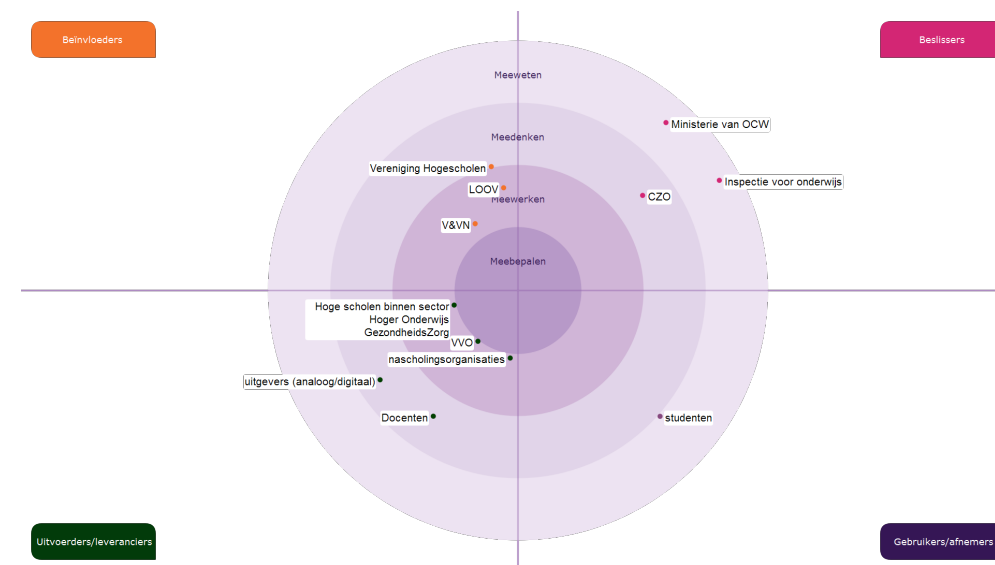 Beïnvloeders
Beslissers
Meeweten
Ministerie van OCW
Meedenken
Vereniging Hogescholen
Inspectie voor onderwijs
LOOV
CZO
Meewerken
V&VN
Meebepalen
Hoge scholen binnen sector
Hoger Onderwijs
GezondheidsZorg
VVO
nascholingsorganisaties
uitgevers (analoog/digitaal)
Docenten
studenten
Uitvoerders/leveranciers
Gebruikers/afnemers